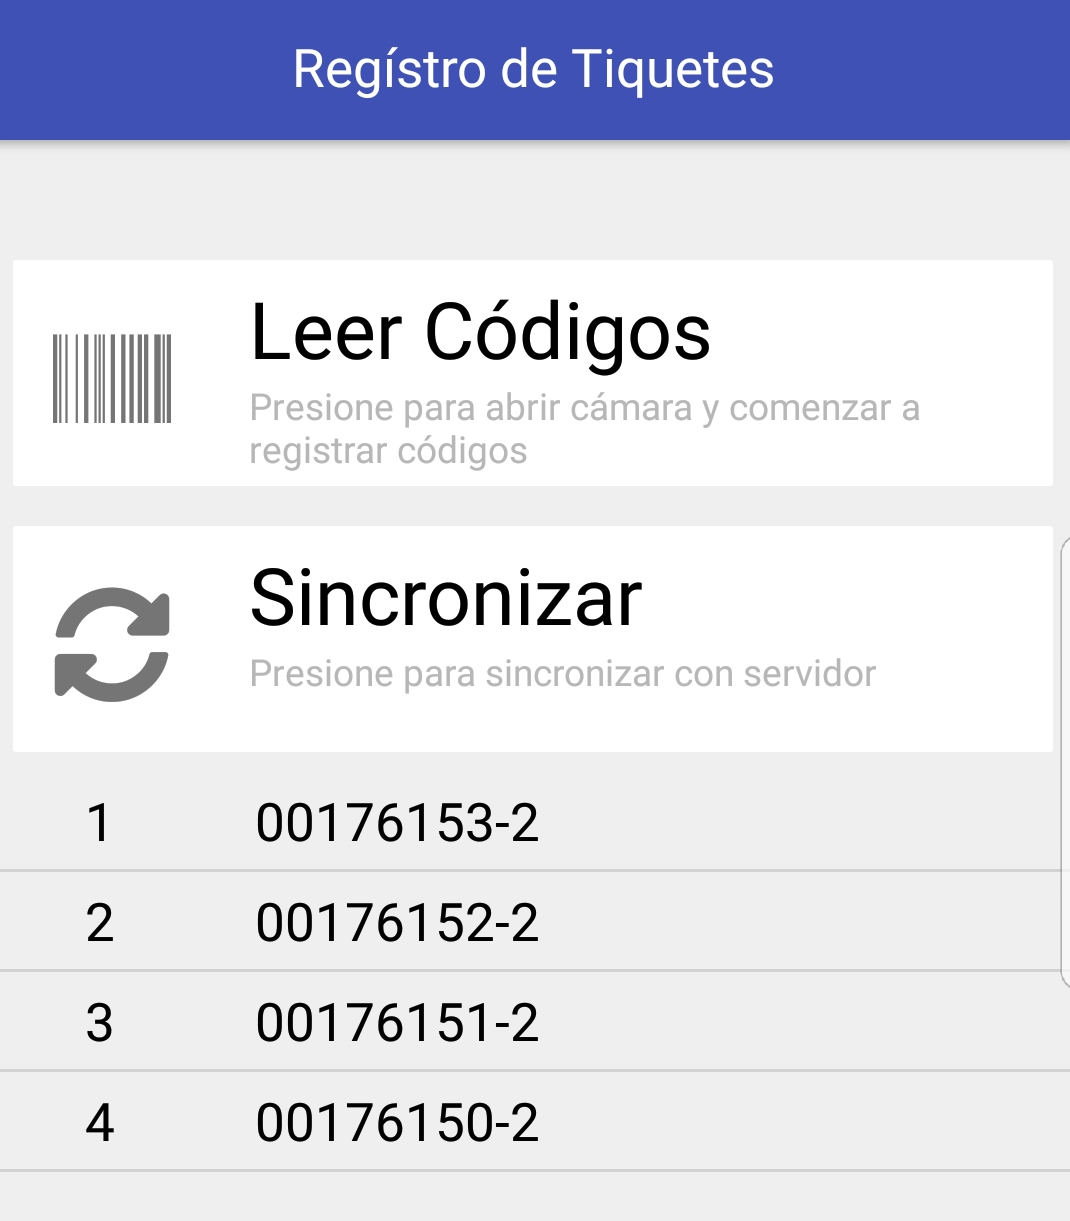 Regístro de Tiquetes
Leer Códigos
Presione para abrir cámara y comenzar a
registrar códigos
Sincronizar
Presione para sincronizar con servidor
1 00176153-2
2 00176152-2
3 00176151-2
4 00176150-2